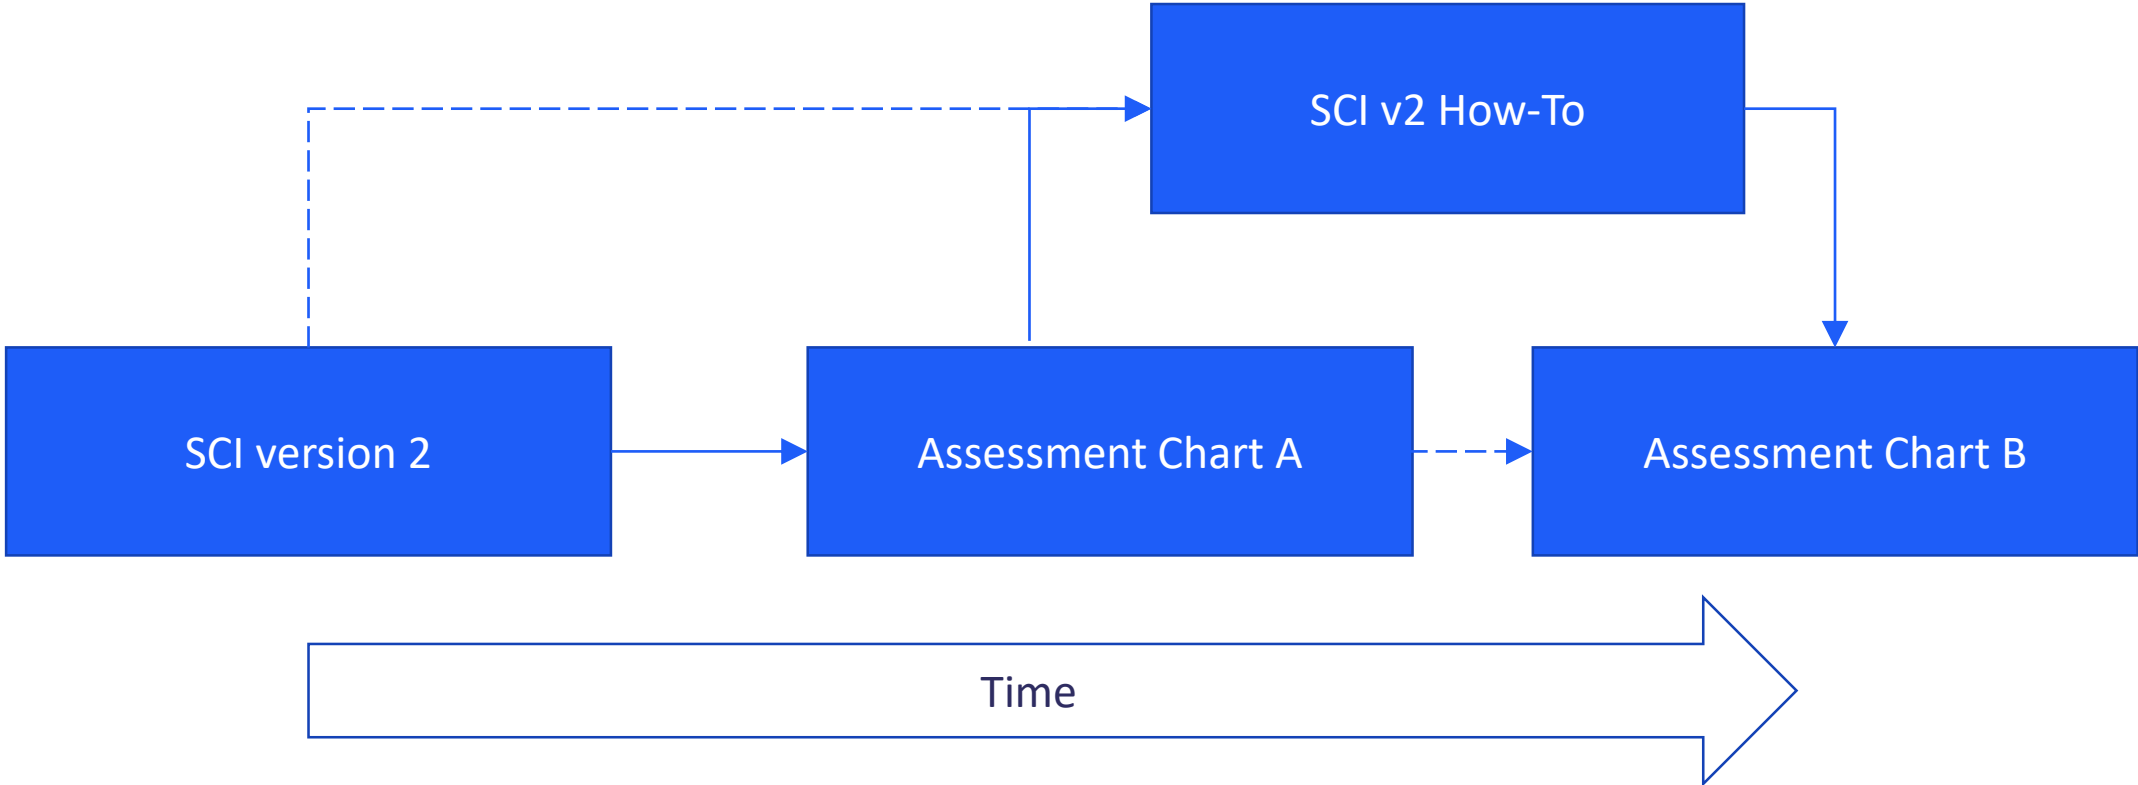 SCI v2 How-To
SCI version 2
Assessment Chart A
Assessment Chart B
Time